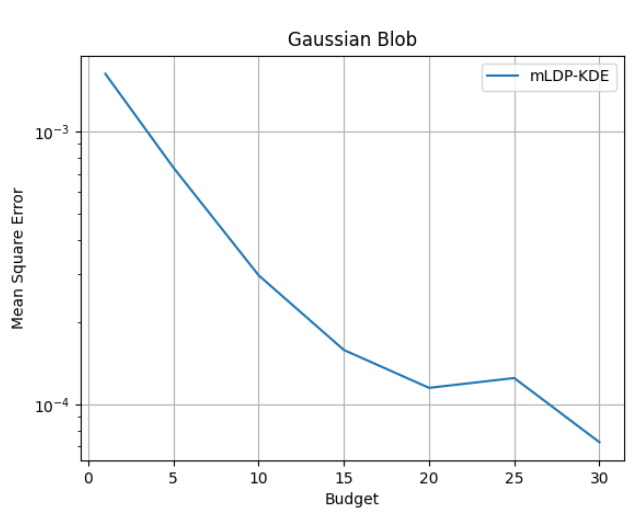 Gaussian Blob
mLDP-KDE
10⁻³
10⁻⁴
Mean Square Error
0 5 10 15 20 25 30
Budget